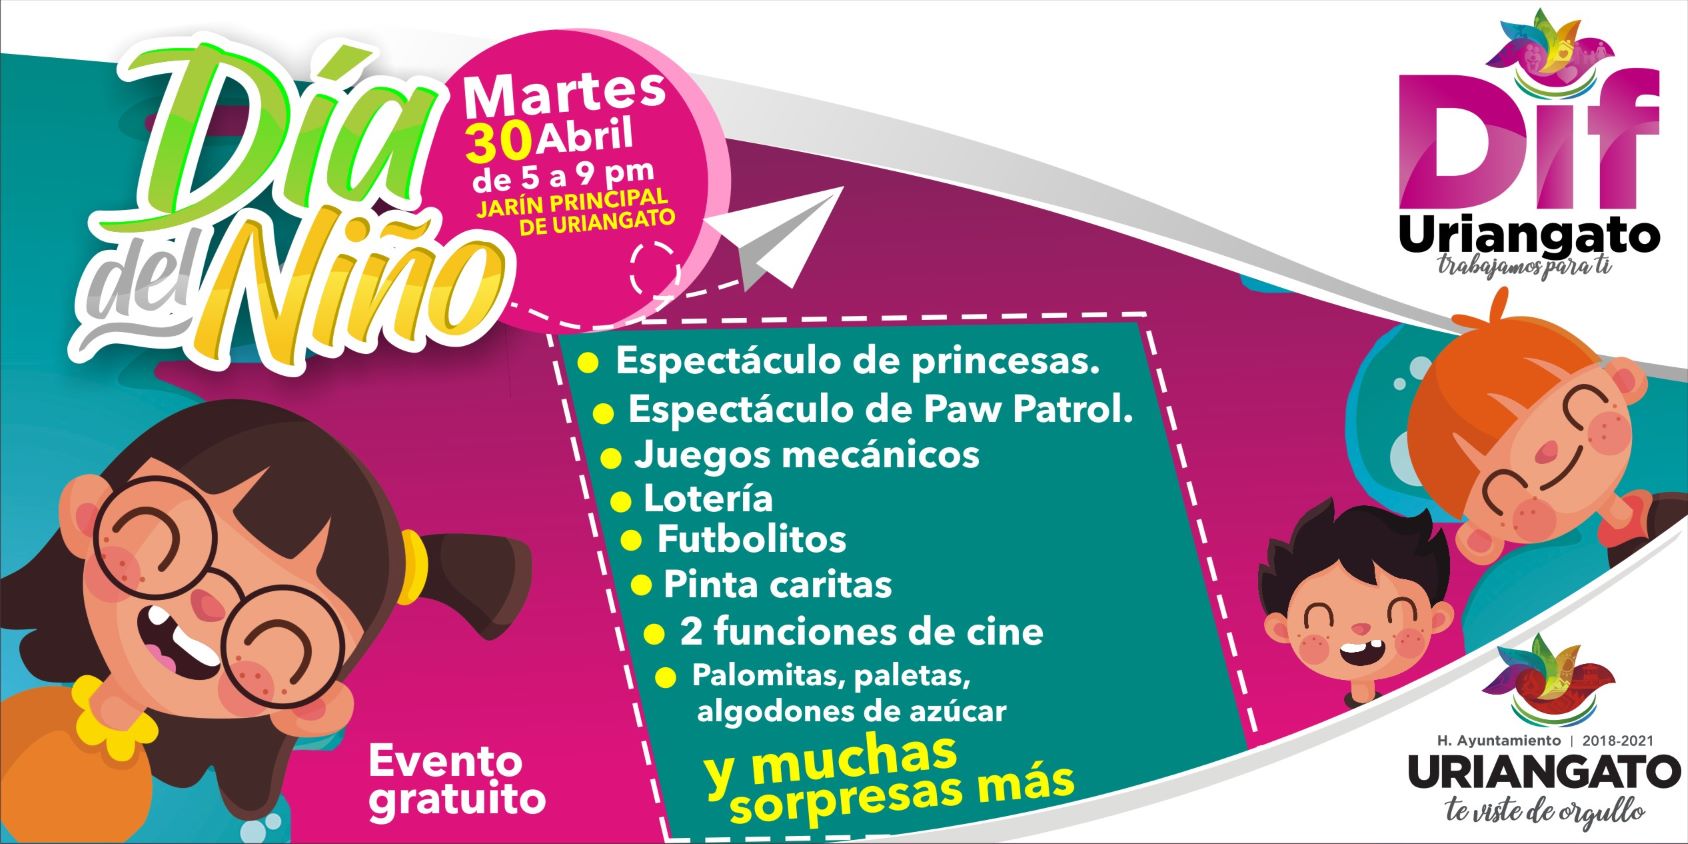 Día
del Niño
Martes
30 Abril
de 5 a 9 pm
JARÍN PRINCIPAL
DE URIANGATO
Dif
Uriangato
trabajamos para ti
Espectáculo de princesas.
Espectáculo de Paw Patrol.
Juegos mecánicos
Lotería
Futbolitos
Pinta caritas
2 funciones de cine
Palomitas, paletas,
algodones de azúcar
y muchas
sorpresas más
Evento
gratuito
H. Ayuntamiento | 2018-2021
URIANGATO
te viste de orgullo